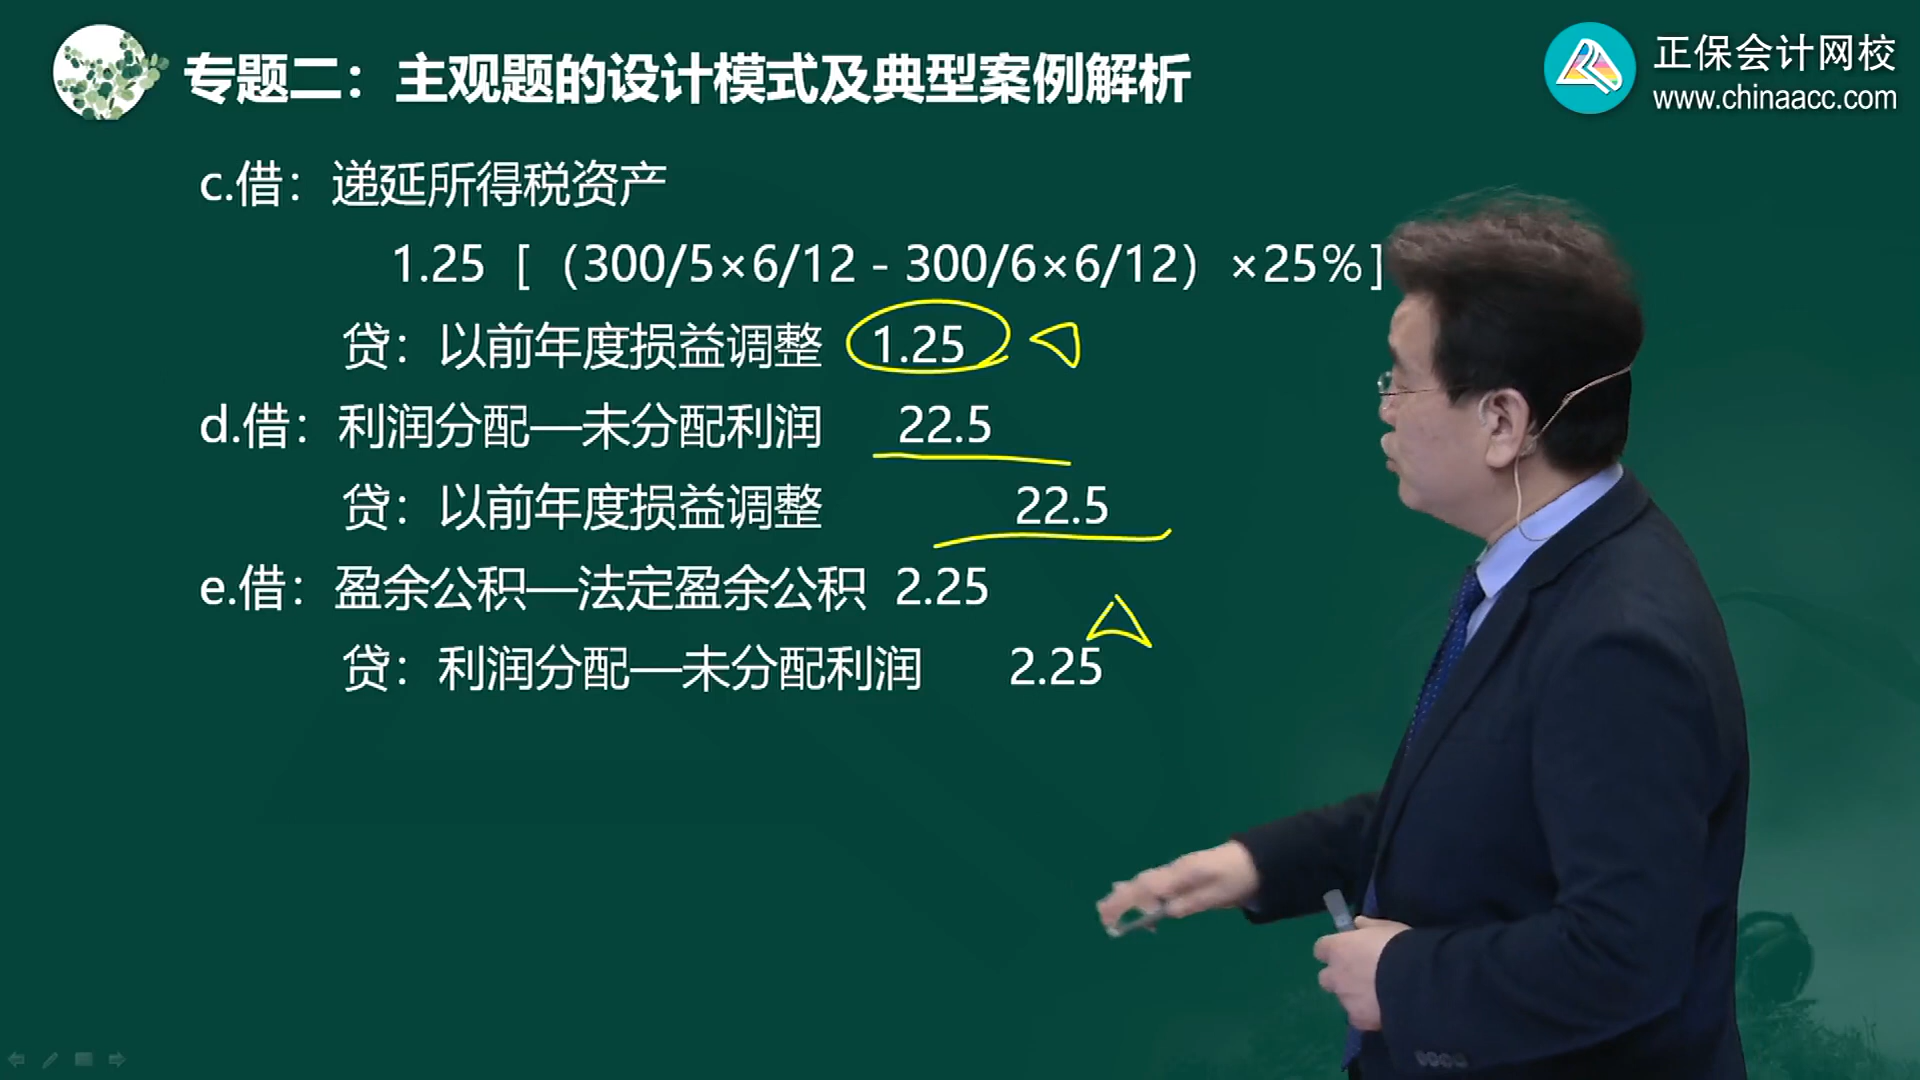 专题二：主观题的设计模式及典型案例解析
正保会计网校
www.chinaacc.com
c.借：递延所得税资产
1.25［（300/5×6/12 - 300/6×6/12）×25%］
贷：以前年度损益调整 1.25
d.借：利润分配—未分配利润 22.5
贷：以前年度损益调整 22.5
e.借：盈余公积—法定盈余公积 2.25
贷：利润分配—未分配利润 2.25